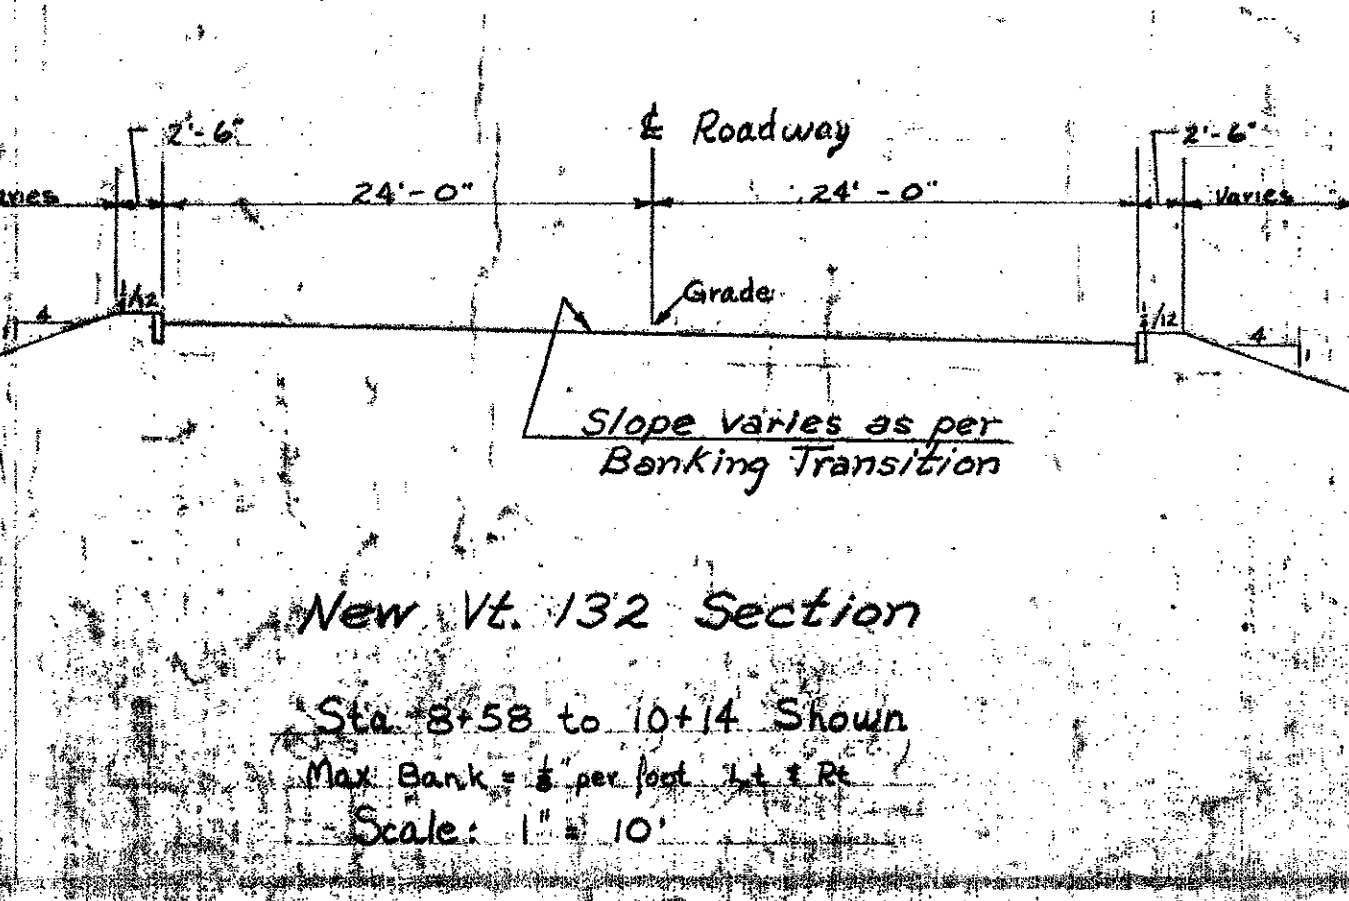 ℄ Roadway
2'-6" 2'-6"
24'-0" 24'-0" Varies
Grade
/12 /12
4 4
1
Slope varies as per
Banking Transition
New Vt. 132 Section
Sta 8+58 to 10+14 Shown
Max Bank = " per foot Lt & Rt
Scale: 1" = 10'